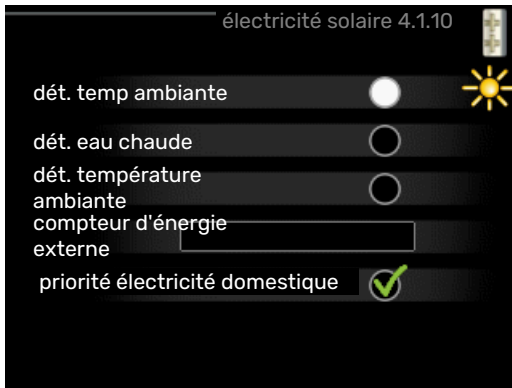 électricité solaire 4.1.10
dét. temp ambiante
dét. eau chaude
dét. température
ambiante
compteur d'énergie
externe
priorité électricité domestique